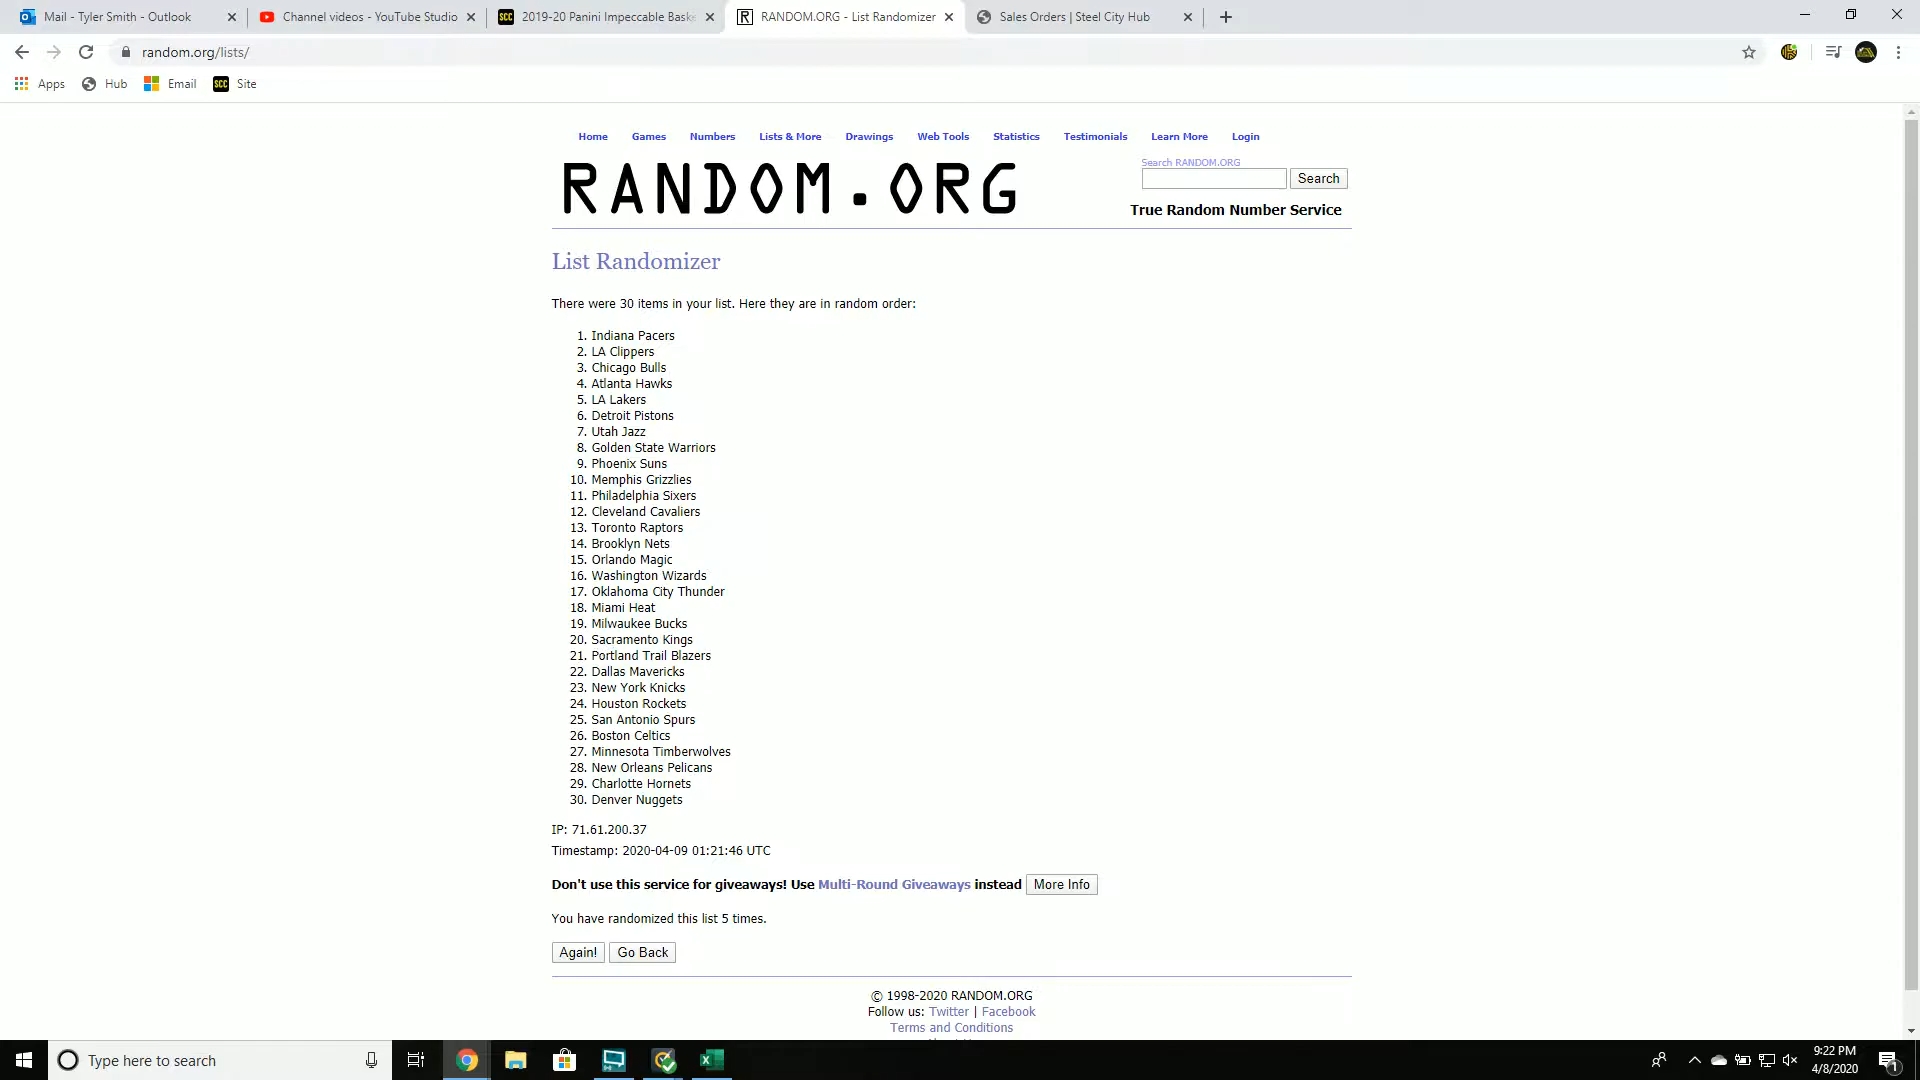 Mail - Tyler Smith - Outlook
Channel videos - YouTube Studio
SCC 2019-20 Panini Impeccable Bask
R RANDOM.ORG - List Randomizer
Sales Orders | Steel City Hub
random.org/lists/
Apps
Hub
Email
SCC Site
Home Games Numbers Lists & More Drawings Web Tools Statistics Testimonials Learn More Login
RANDOM.ORG
Search RANDOM.ORG
Search
True Random Number Service
List Randomizer
There were 30 items in your list. Here they are in random order:
1. Indiana Pacers
2. LA Clippers
3. Chicago Bulls
4. Atlanta Hawks
5. LA Lakers
6. Detroit Pistons
7. Utah Jazz
8. Golden State Warriors
9. Phoenix Suns
10. Memphis Grizzlies
11. Philadelphia Sixers
12. Cleveland Cavaliers
13. Toronto Raptors
14. Brooklyn Nets
15. Orlando Magic
16. Washington Wizards
17. Oklahoma City Thunder
18. Miami Heat
19. Milwaukee Bucks
20. Sacramento Kings
21. Portland Trail Blazers
22. Dallas Mavericks
23. New York Knicks
24. Houston Rockets
25. San Antonio Spurs
26. Boston Celtics
27. Minnesota Timberwolves
28. New Orleans Pelicans
29. Charlotte Hornets
30. Denver Nuggets
IP: 71.61.200.37
Timestamp: 2020-04-09 01:21:46 UTC
Don't use this service for giveaways! Use Multi-Round Giveaways instead More Info
You have randomized this list 5 times.
Again! Go Back
© 1998-2020 RANDOM.ORG
Follow us: Twitter | Facebook
Terms and Conditions
Type here to search
9:22 PM
4/8/2020
1